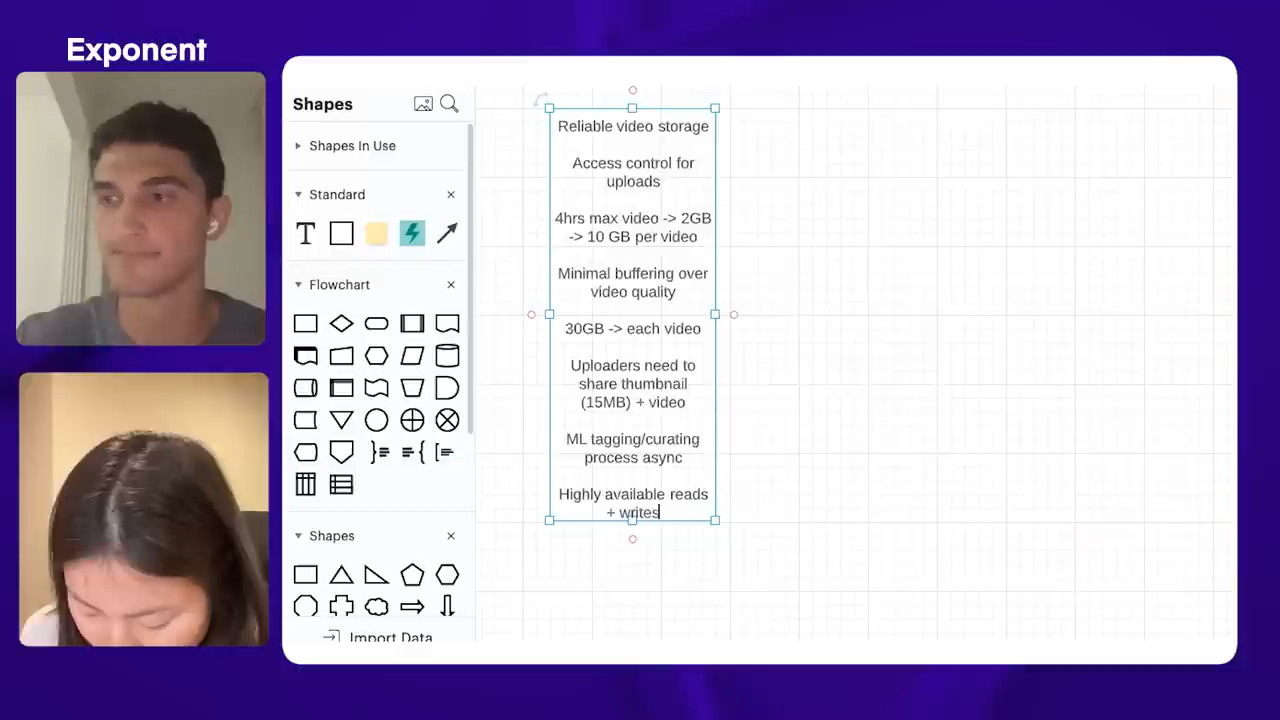 Exponent
Shapes
Shapes In Use
Standard
T
Flowchart
Shapes
Import Data
Reliable video storage
Access control for
uploads
4hrs max video -> 2GB
-> 10 GB per video
Minimal buffering over
video quality
30GB -> each video
Uploaders need to
share thumbnail
(15MB) + video
ML tagging/curating
process async
Highly available reads
+ writes